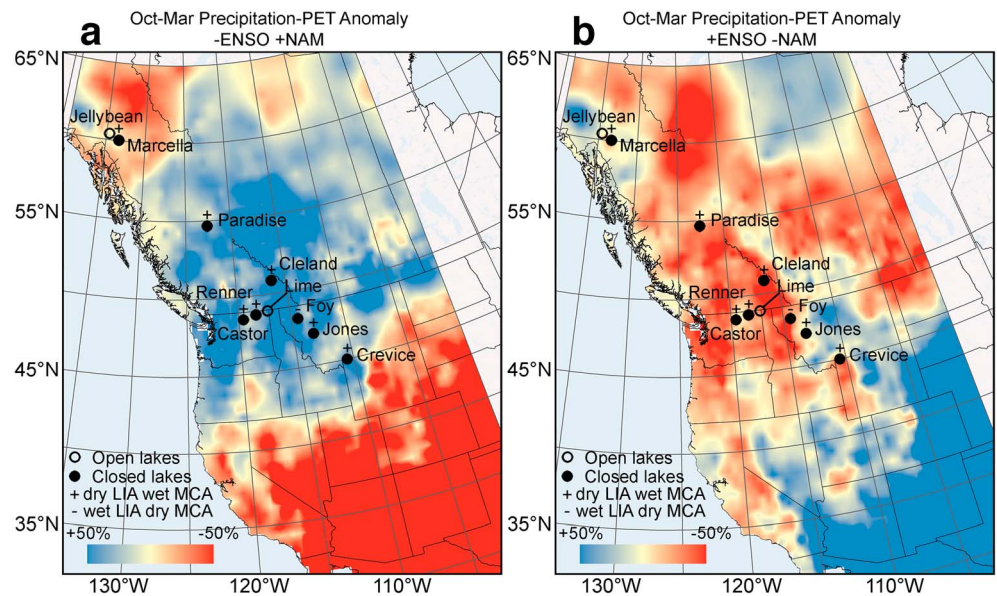 a
Oct-Mar Precipitation-PET Anomaly
-ENSO +NAM
65°N
55°N
45°N
35°N
Jellybean
+
Marcella
+
Paradise
+
Cleland
Lime
Renner
+
+
Castor
-
Foy
+
Jones
+
Crevice
Open lakes
Closed lakes
+ dry LIA wet MCA
- wet LIA dry MCA
+50% -50%
130°W 120°W 110°W
b
Oct-Mar Precipitation-PET Anomaly
+ENSO -NAM
65°N
55°N
45°N
35°N
Jellybean
+
Marcella
+
Paradise
+
Cleland
Lime
Renner
+
+
Castor
-
Foy
+
Jones
+
Crevice
Open lakes
Closed lakes
+ dry LIA wet MCA
- wet LIA dry MCA
+50% -50%
130°W 120°W 110°W